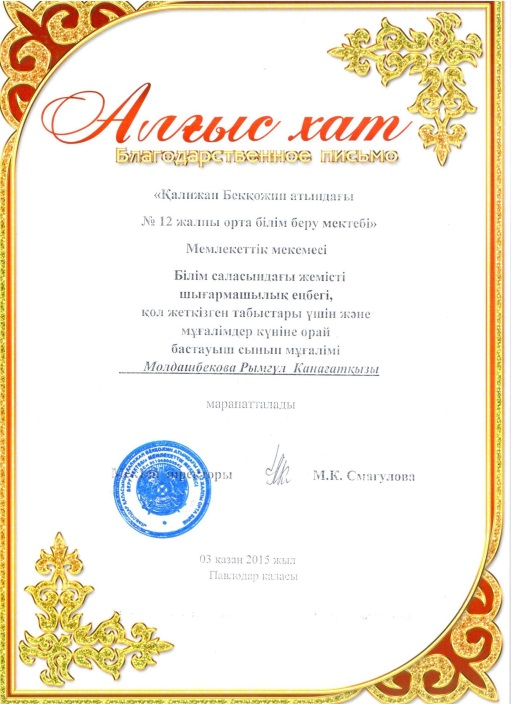 Алғыс хат
Благодарственное письмо
«Қалижан Бекқожин атындағы
№ 12 жалпы орта білім беру мектебі»
Мемлекеттік мекемесі
Білім саласындағы жемісті
шығармашылық еңбегі,
қол жеткізген табыстары үшін және
мұғалімдер күніне орай
бастауыш сынып мұғалімі
Молдашбекова Рымгүл Канағатқызы
марапатталады
М.К. Смагулова
03 қазан 2015 жыл
Павлодар қаласы